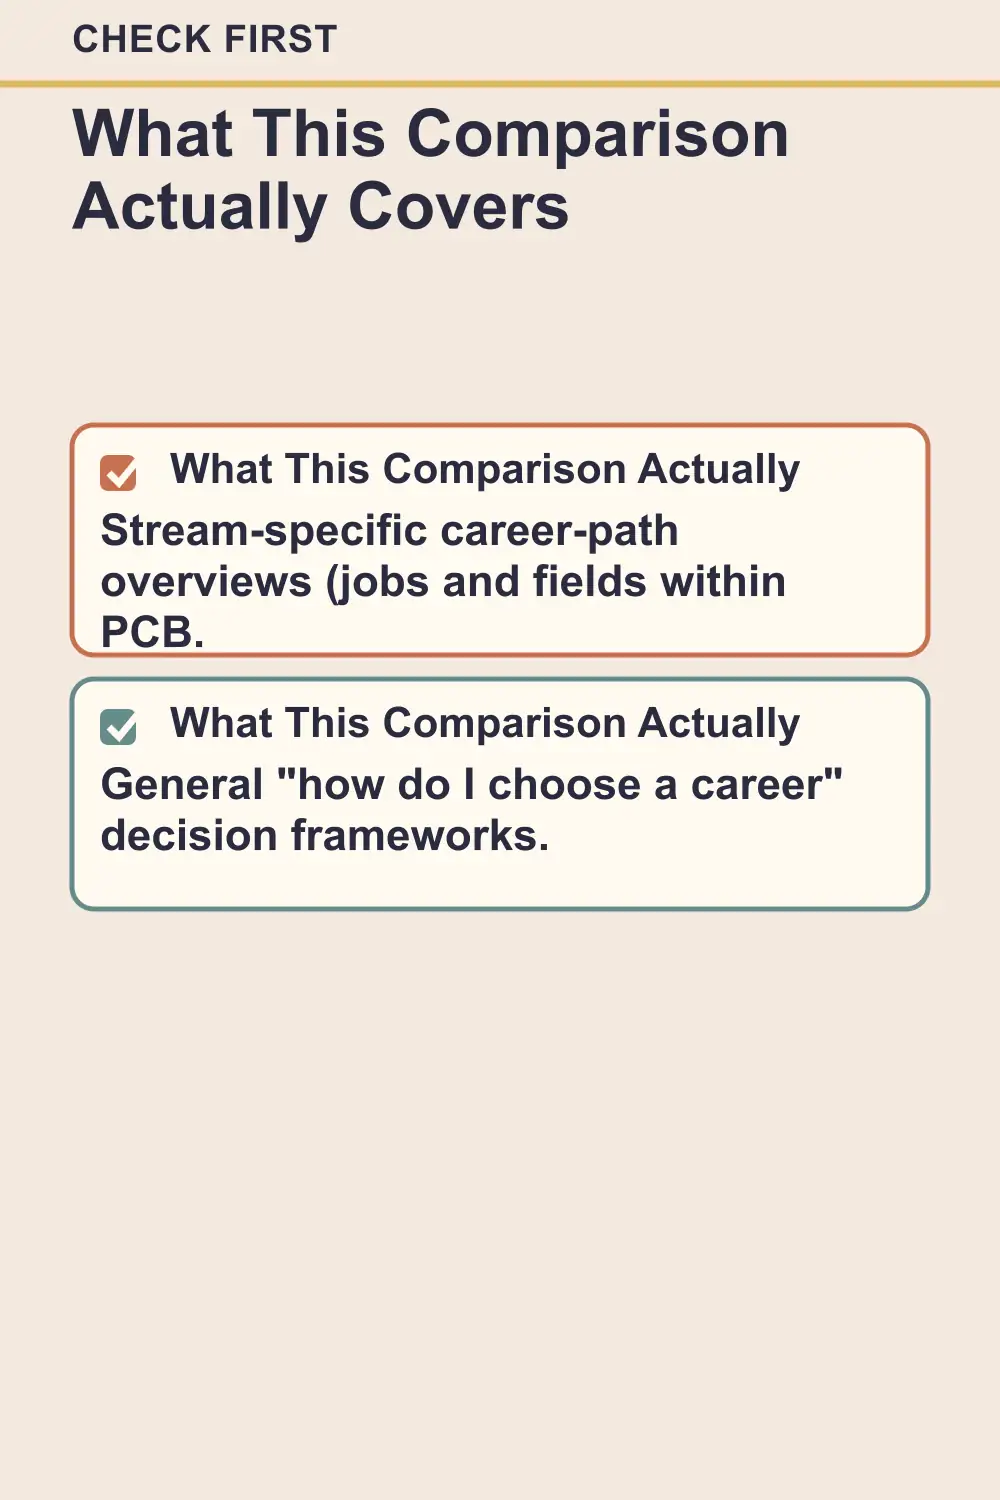 CHECK FIRST
What This Comparison
Actually Covers
What This Comparison Actually
Stream-specific career-path
overviews (jobs and fields within
PCB.
What This Comparison Actually
General "how do I choose a career"
decision frameworks.